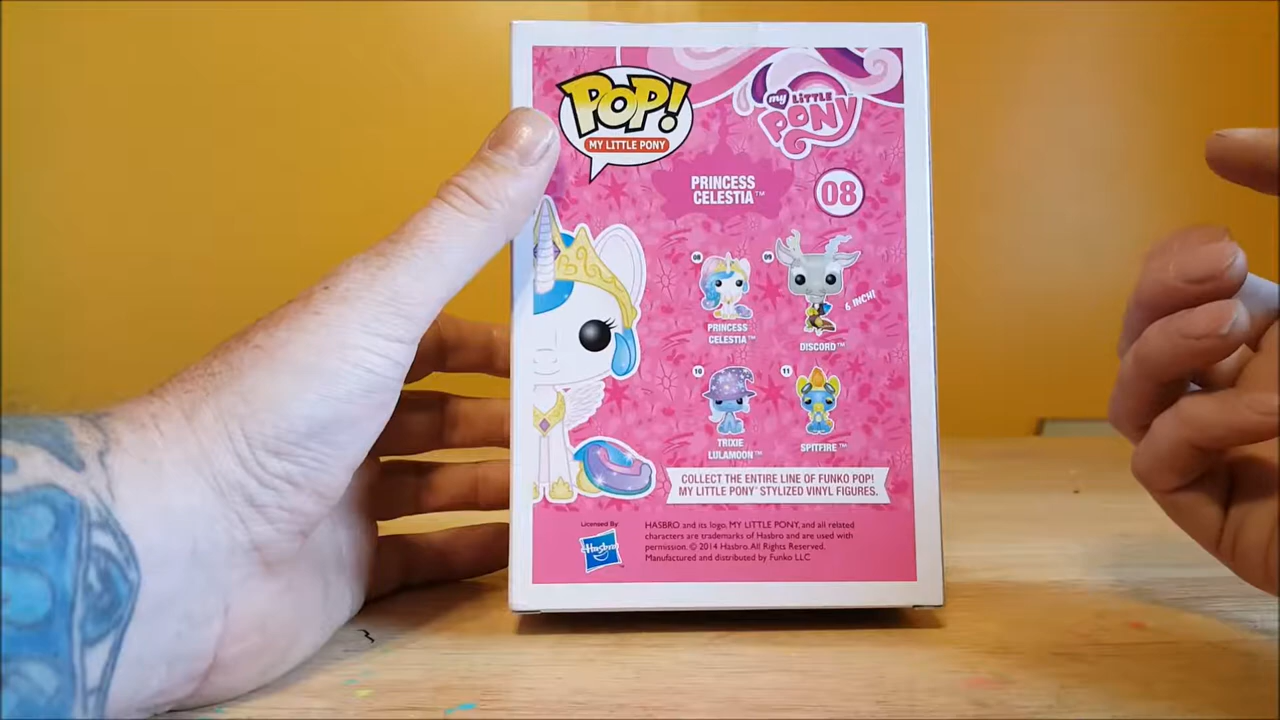 POP!
MY LITTLE PONY
my LITTLE PONY
PRINCESS
CELESTIA™
08
08
09
6 INCH!
PRINCESS
CELESTIA™
DISCORD™
10
11
TRIXIE
LULAMOON™
SPITFIRE™
COLLECT THE ENTIRE LINE OF FUNKO POP!
MY LITTLE PONY STYLIZED VINYL FIGURES.
Licensed By
Hasbro
HASBRO and its logo, MY LITTLE PONY, and all related
characters are trademarks of Hasbro and are used with
permission. © 2014 Hasbro. All Rights Reserved.
Manufactured and distributed by Funko LLC